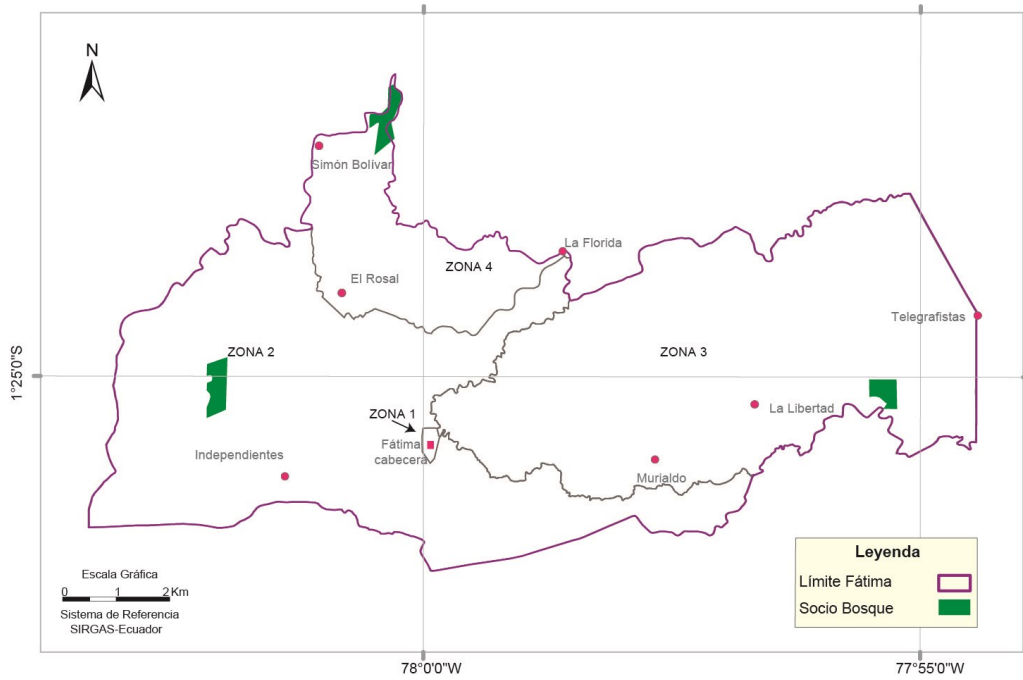 N
Simón Bolívar
La Florida
ZONA 4
El Rosal
Telegrafistas
ZONA 2
ZONA 3
1°25'0"S
La Libertad
ZONA 1
Fátima
cabecera
Independientes
Murialdo
Leyenda
Límite Fátima
Socio Bosque
Escala Gráfica
0 1 2 Km
Sistema de Referencia
SIRGAS-Ecuador
78°0'0"W
77°55'0"W